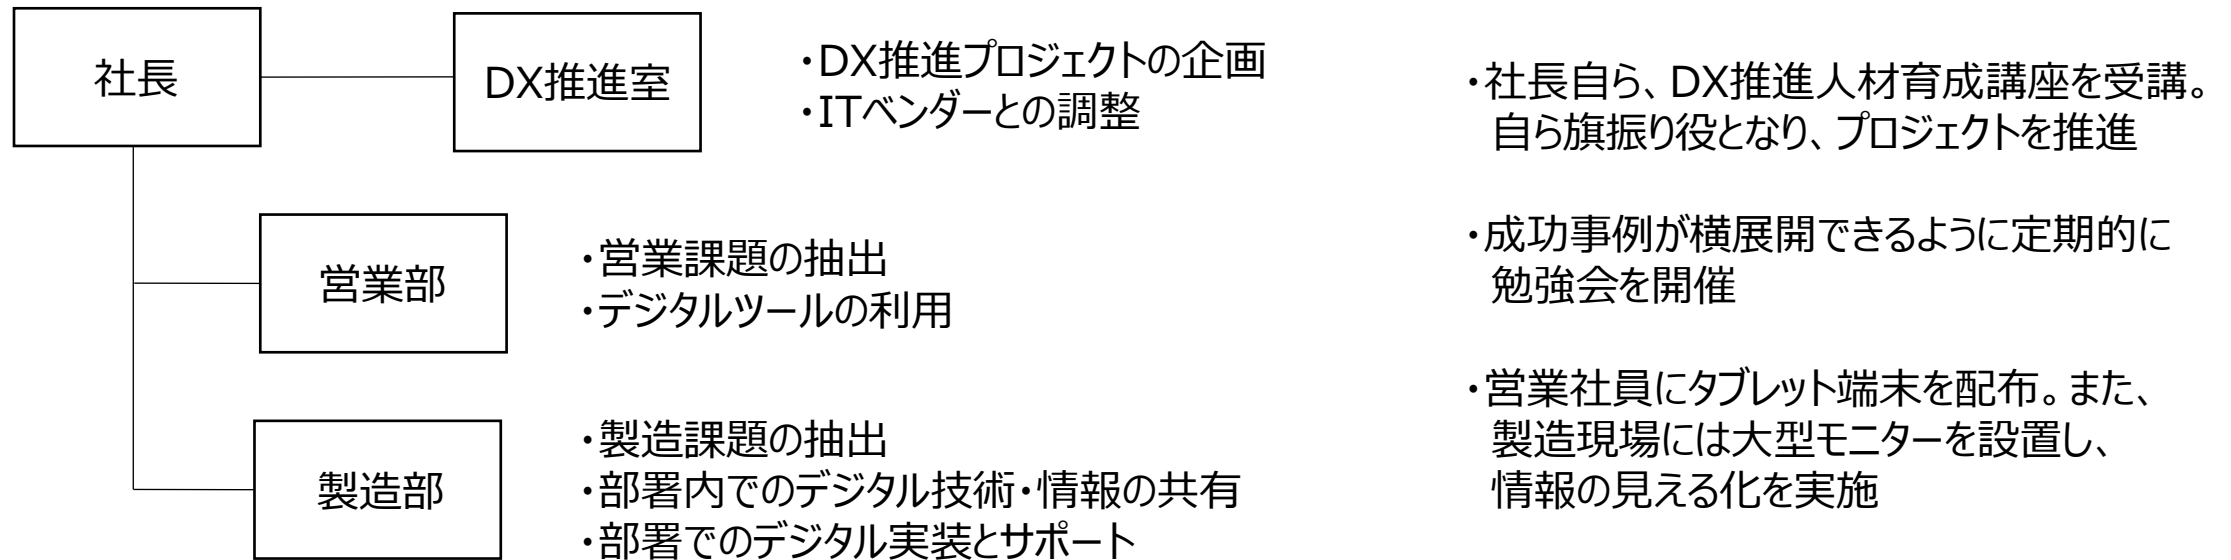 社長
DX推進室
・DX推進プロジェクトの企画
・ITベンダーとの調整
営業部
・営業課題の抽出
・デジタルツールの利用
製造部
・製造課題の抽出
・部署内でのデジタル技術・情報の共有
・部署でのデジタル実装とサポート
・社長自ら、DX推進人材育成講座を受講。
自ら旗振り役となり、プロジェクトを推進
・成功事例が横展開できるように定期的に
勉強会を開催
・営業社員にタブレット端末を配布。また、
製造現場には大型モニターを設置し、
情報の見える化を実施